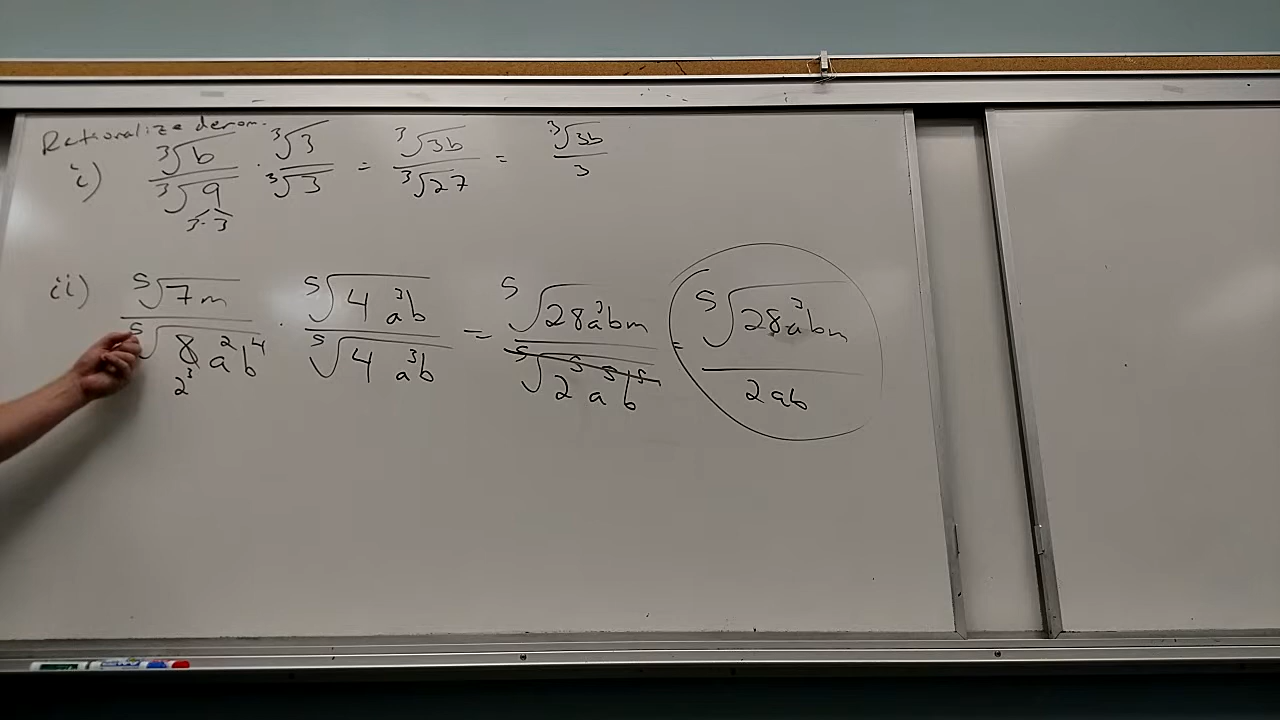 Rationalize denom.
i) ∛b/∛9 · ∛3/∛3 = ∛3b/∛27 = ∛3b/3
3·3
ii) ⁵√7m/⁵√8a²b⁴ · ⁵√4a³b/⁵√4a³b = ⁵√28a³bm/⁵√2⁵a⁵b⁵ = ⁵√28a³bm/2ab
2³